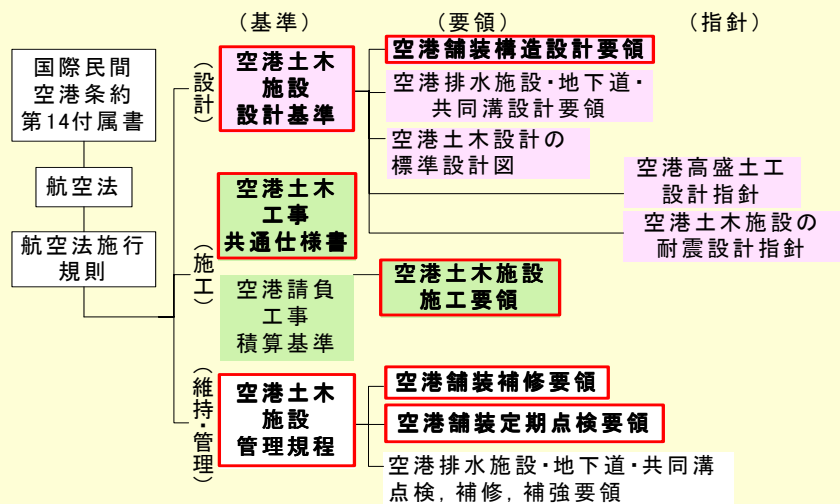 (基準)
(要領)
(指針)
国際民間
空港条約
第14付属書
航空法
航空法施行
規則
(設計)
空港土木
施設
設計基準
空港舗装構造設計要領
空港排水施設・地下道・
共同溝設計要領
空港土木設計の
標準設計図
空港高盛土工
設計指針
空港土木施設の
耐震設計指針
(施工)
空港土木
工事
共通仕様書
空港請負
工事
積算基準
空港土木施設
施工要領
(維持・管理)
空港土木
施設
管理規程
空港舗装補修要領
空港舗装定期点検要領
空港排水施設・地下道・共同溝
点検,補修,補強要領